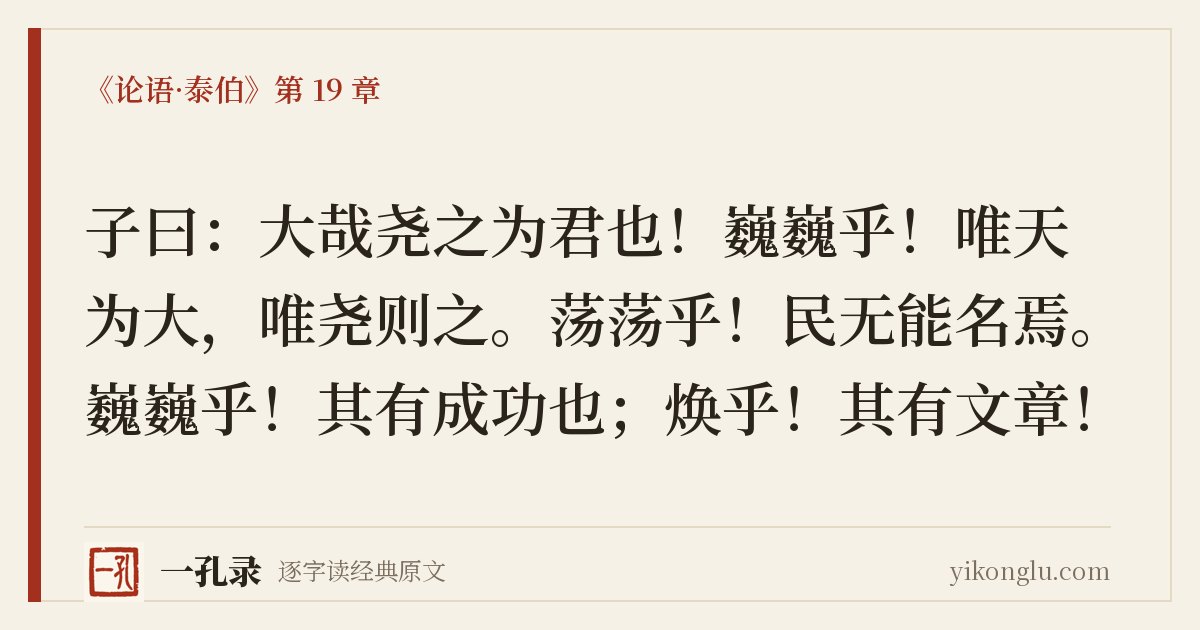 《论语·泰伯》第 19 章
子曰：大哉尧之为君也！巍巍乎！唯天
为大，唯尧则之。荡荡乎！民无能名焉。
巍巍乎！其有成功也；焕乎！其有文章！
一孔 一孔录 逐字读经典原文 yikonglu.com